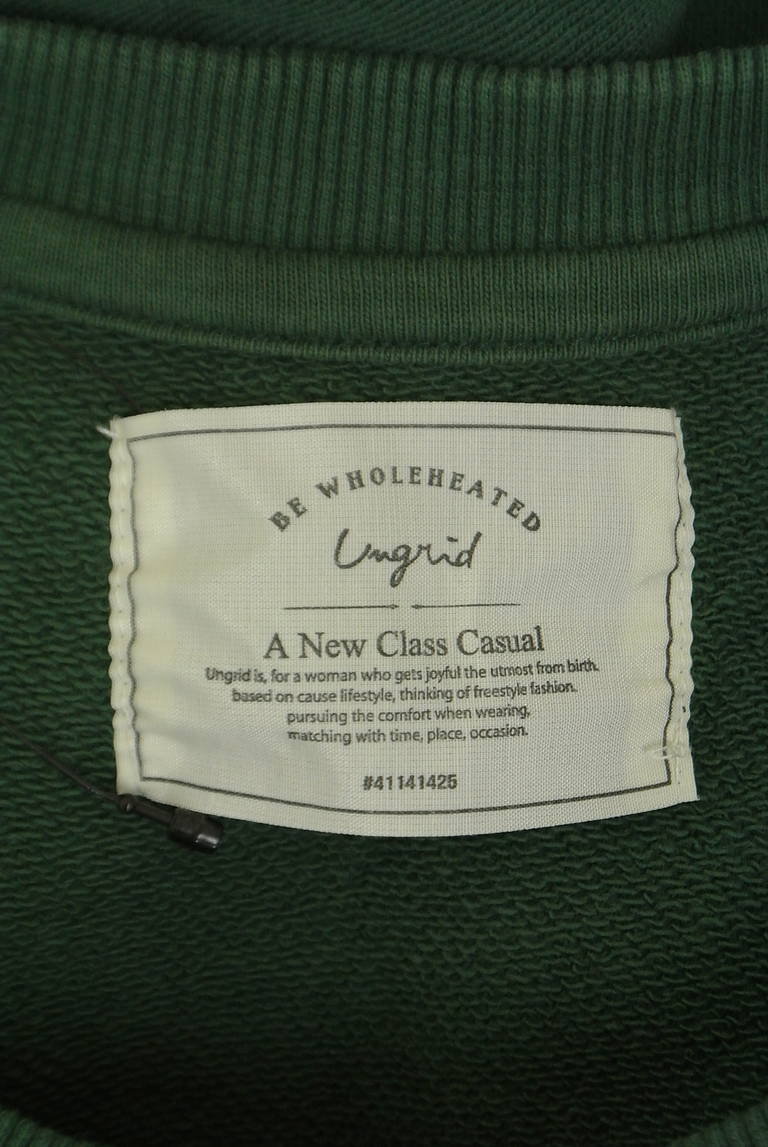 BE WHOLEHEATED
Ungrid
A New Class Casual
Ungrid is, for a woman who gets joyful the utmost from birth.
based on cause lifestyle, thinking of freestyle fashion.
pursuing the comfort when wearing,
matching with time, place, occasion.
#41141425